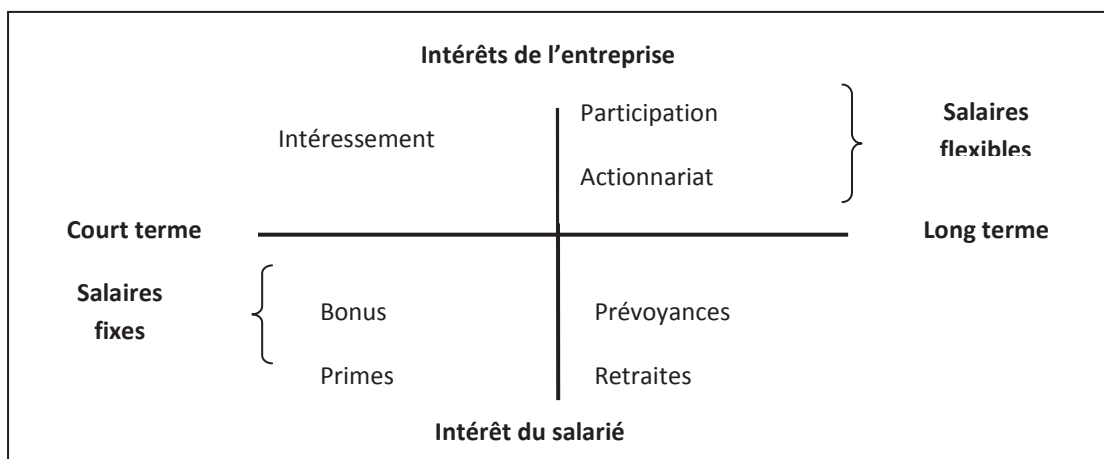 Intérêts de l'entreprise
Participation
Salaires
flexibles
Intéressement
Actionnariat
Court terme
Long terme
Salaires
fixes
Bonus
Prévoyances
Primes
Retraites
Intérêt du salarié